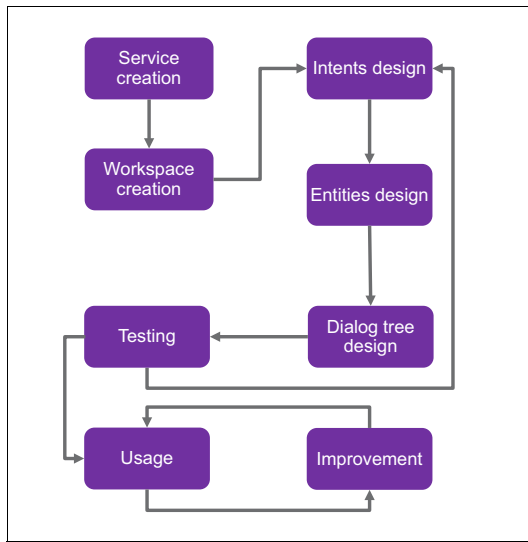 Service
creation
Intents design
Workspace
creation
Entities design
Testing
Dialog tree
design
Usage
Improvement